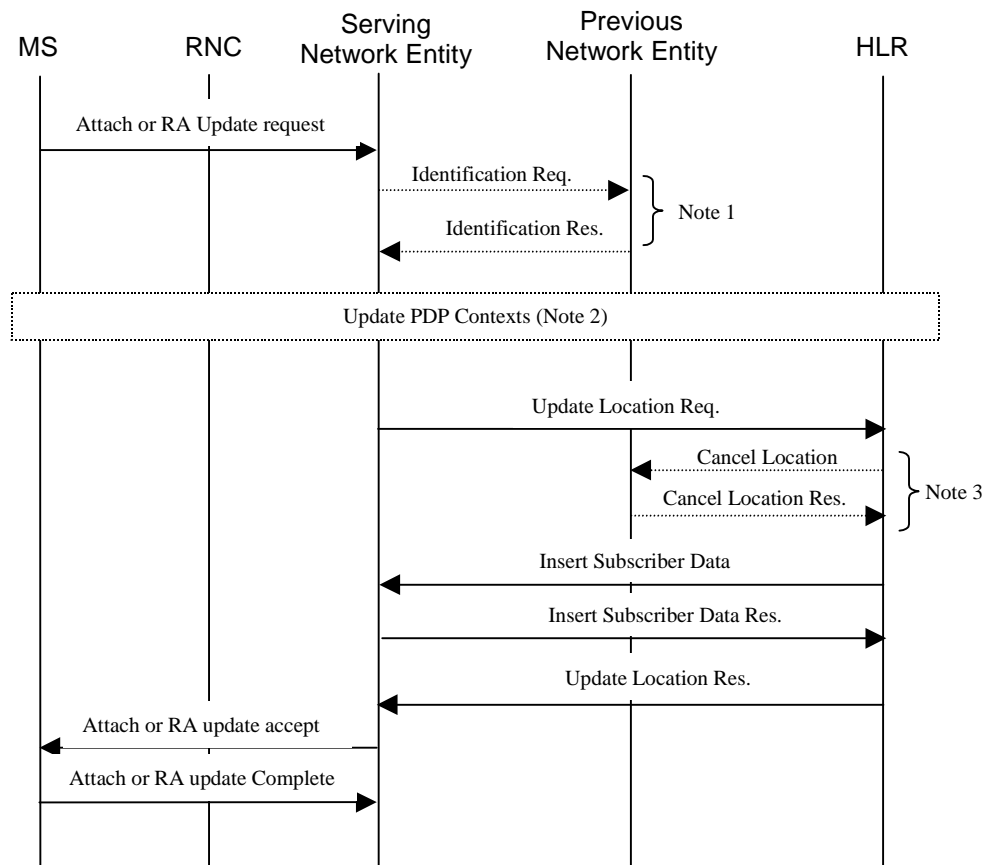 MS
RNC
Serving
Network Entity
Previous
Network Entity
HLR
Attach or RA Update request
Identification Req.
Note 1
Identification Res.
Update PDP Contexts (Note 2)
Update Location Req.
Cancel Location
Note 3
Cancel Location Res.
Insert Subscriber Data
Insert Subscriber Data Res.
Update Location Res.
Attach or RA update accept
Attach or RA update Complete